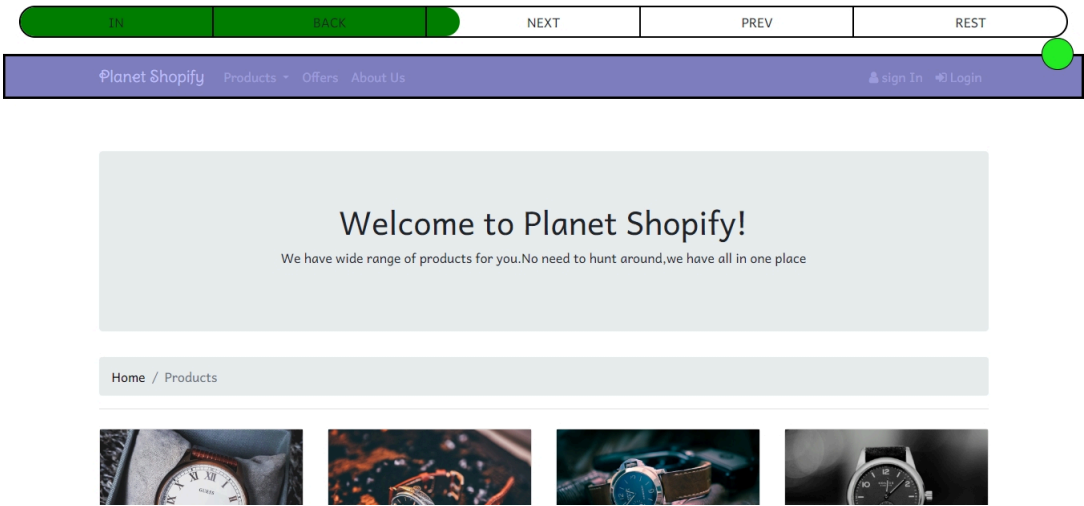 IN BACK NEXT PREV REST
Planet Shopify Products Offers About Us sign In Login
Welcome to Planet Shopify!
We have wide range of products for you.No need to hunt around,we have all in one place
Home / Products
GUESS